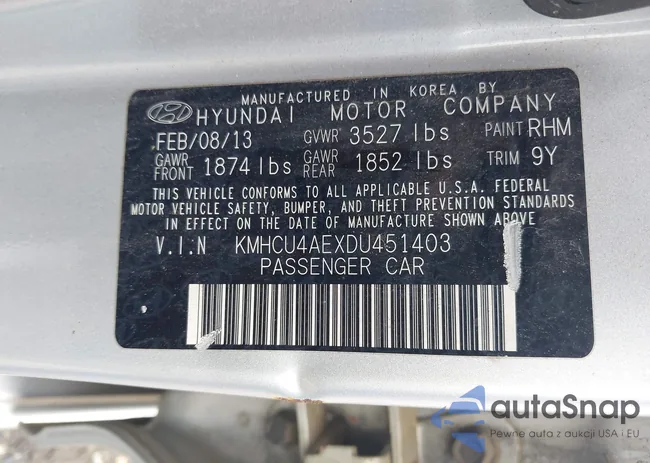 MANUFACTURED IN KOREA BY
HYUNDAI MOTOR COMPANY
FEB/08/13 GVWR 3527 lbs PAINT RHM
GAWR FRONT 1874 lbs GAWR REAR 1852 lbs TRIM 9Y
THIS VEHICLE CONFORMS TO ALL APPLICABLE U.S.A. FEDERAL
MOTOR VEHICLE SAFETY, BUMPER, AND THEFT PREVENTION STANDARDS
IN EFFECT ON THE DATE OF MANUFACTURE SHOWN ABOVE
V.I.N KMHCU4AEXDU451403
PASSENGER CAR
autaSnap
Pewne auta z aukcji USA i EU